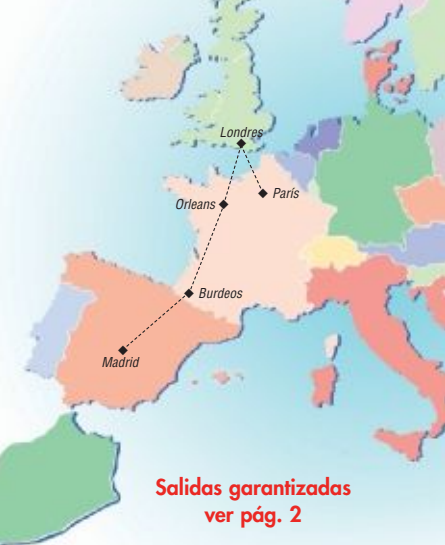 Londres
Orleans
París
Burdeos
Madrid
Salidas garantizadas
ver pág. 2